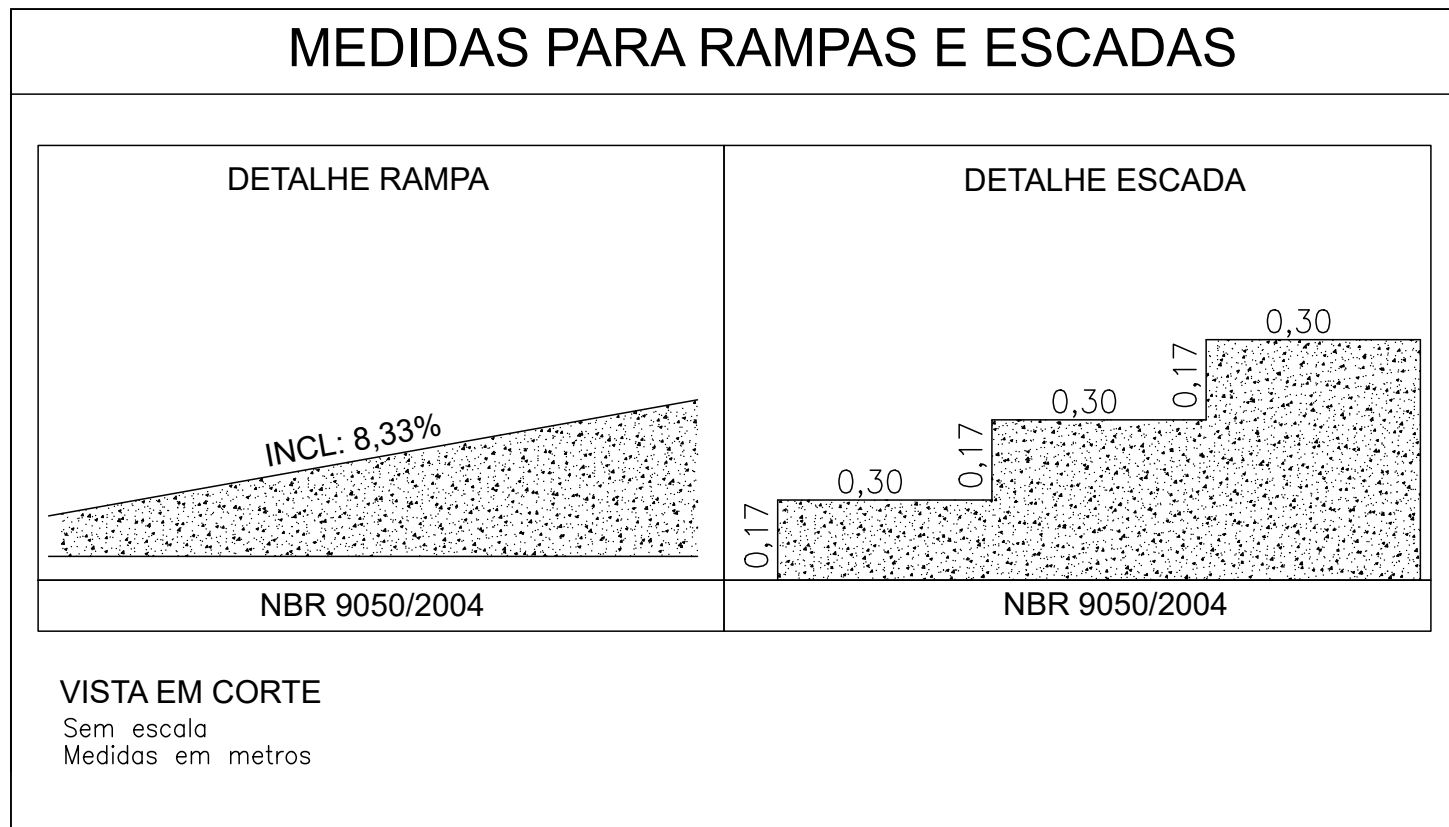 MEDIDAS PARA RAMPAS E ESCADAS
DETALHE RAMPA
INCL: 8,33%
NBR 9050/2004
DETALHE ESCADA
0,17
0,30
0,17
0,30
0,17
0,30
NBR 9050/2004
VISTA EM CORTE
Sem escala
Medidas em metros